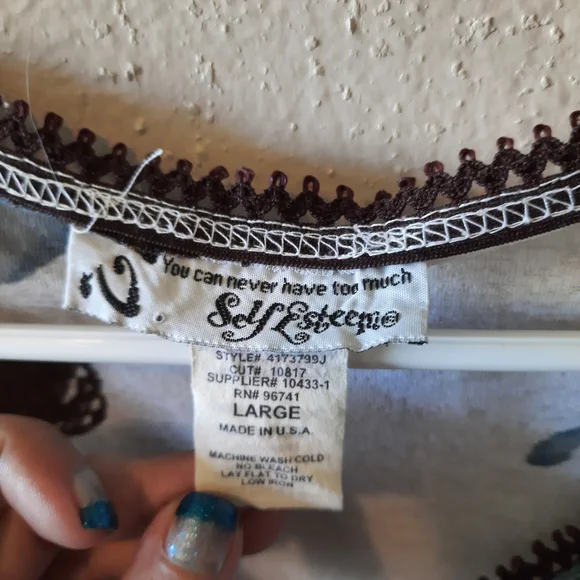 You can never have too much
Self Esteem®
STYLE# 4173799J
CUT# 10817
SUPPLIER# 10433-1
RN# 96741
LARGE
MADE IN U.S.A.
MACHINE WASH COLD
NO BLEACH
LAY FLAT TO DRY
LOW IRON